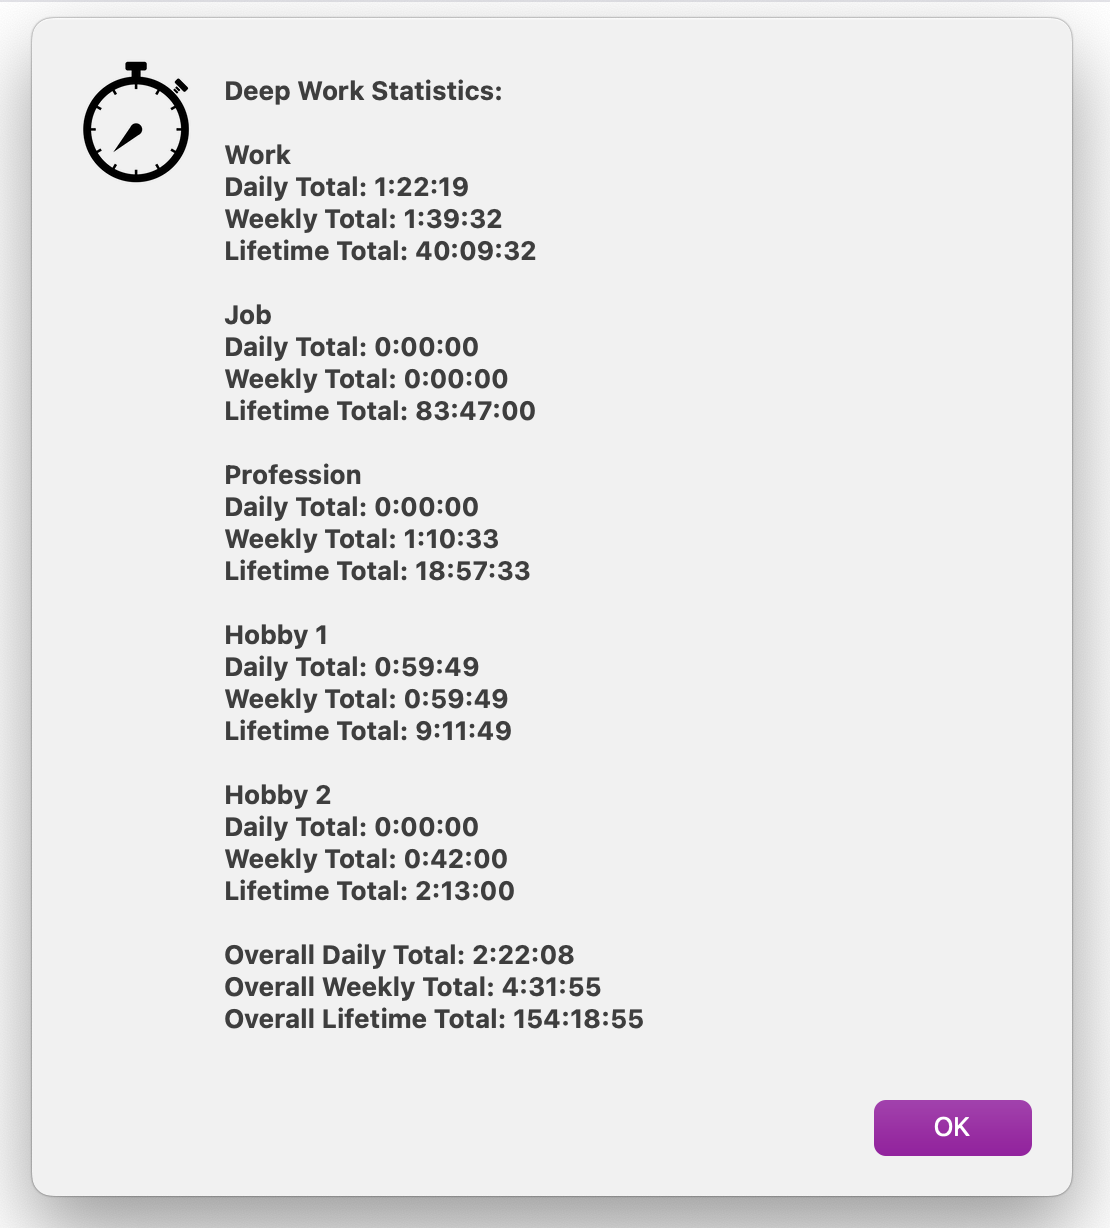 Deep Work Statistics:
Work
Daily Total: 1:22:19
Weekly Total: 1:39:32
Lifetime Total: 40:09:32
Job
Daily Total: 0:00:00
Weekly Total: 0:00:00
Lifetime Total: 83:47:00
Profession
Daily Total: 0:00:00
Weekly Total: 1:10:33
Lifetime Total: 18:57:33
Hobby 1
Daily Total: 0:59:49
Weekly Total: 0:59:49
Lifetime Total: 9:11:49
Hobby 2
Daily Total: 0:00:00
Weekly Total: 0:42:00
Lifetime Total: 2:13:00
Overall Daily Total: 2:22:08
Overall Weekly Total: 4:31:55
Overall Lifetime Total: 154:18:55
OK